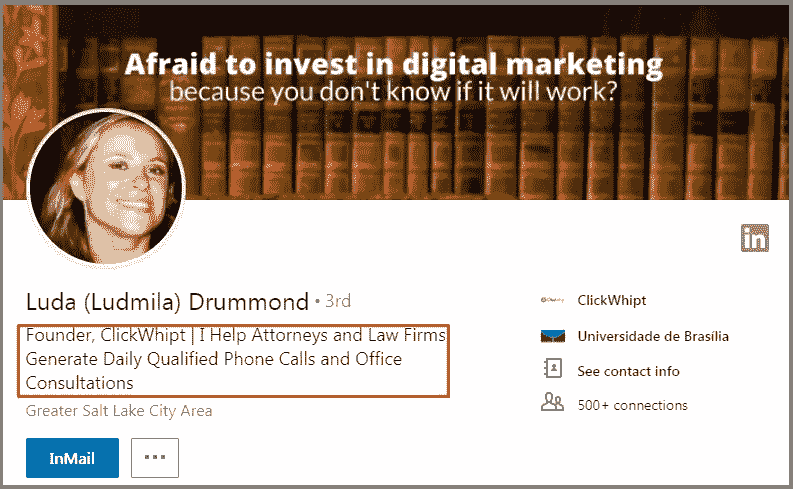 Afraid to invest in digital marketing
because you don't know if it will work?
in
Luda (Ludmila) Drummond • 3rd
Founder, ClickWhipt | I Help Attorneys and Law Firms
Generate Daily Qualified Phone Calls and Office
Consultations
Greater Salt Lake City Area
InMail
...
ClickWhipt
Universidade de Brasília
See contact info
500+ connections